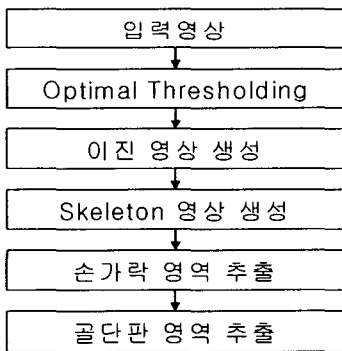 입력영상
Optimal Thresholding
이진 영상 생성
Skeleton 영상 생성
손가락 영역 추출
골단판 영역 추출